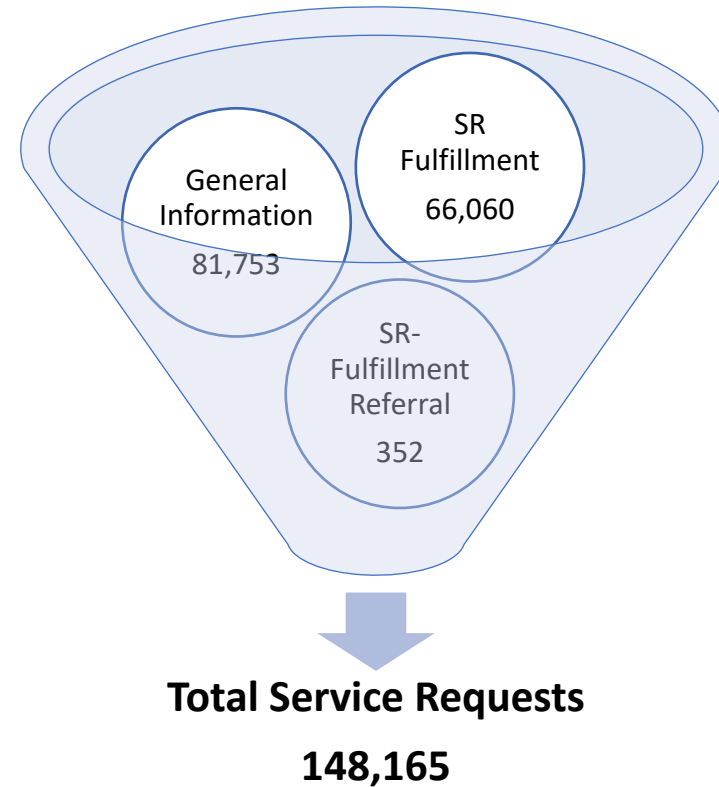 General
Information
81,753
SR
Fulfillment
66,060
SR-
Fulfillment
Referral
352
Total Service Requests
148,165